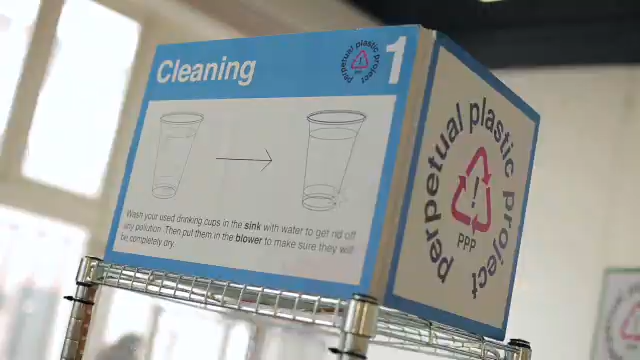 Cleaning
perpetual plastic project
1
Wash your used drinking cups in the sink with water to get rid off
any pollution. Then put them in the blower to make sure they will
be completely dry.
perpetual plastic project
PPP